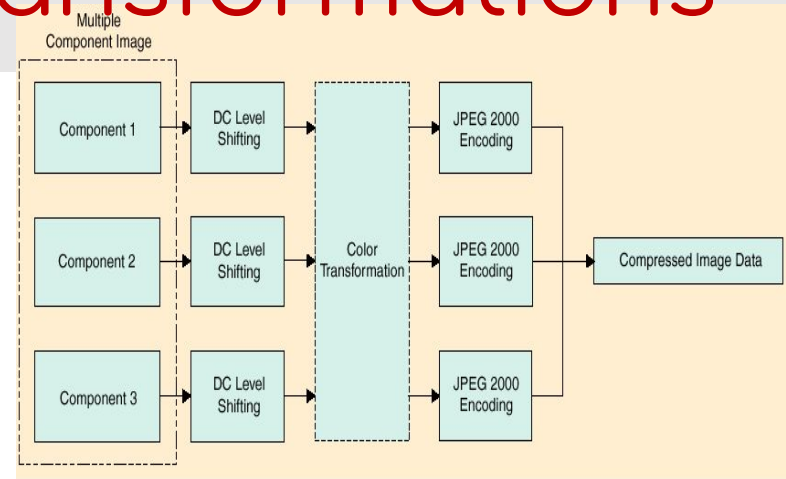 ansformations
Multiple
Component Image
Component 1
DC Level
Shifting
JPEG 2000
Encoding
Component 2
DC Level
Shifting
Color
Transformation
JPEG 2000
Encoding
Compressed Image Data
Component 3
DC Level
Shifting
JPEG 2000
Encoding